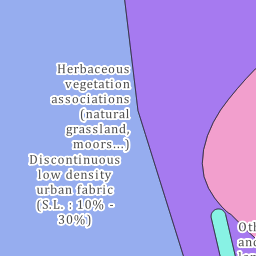 Herbaceous
vegetation
associations
(natural
grassland,
moors...)
Discontinuous
low density
urban fabric
(S.L. : 10% -
30%)